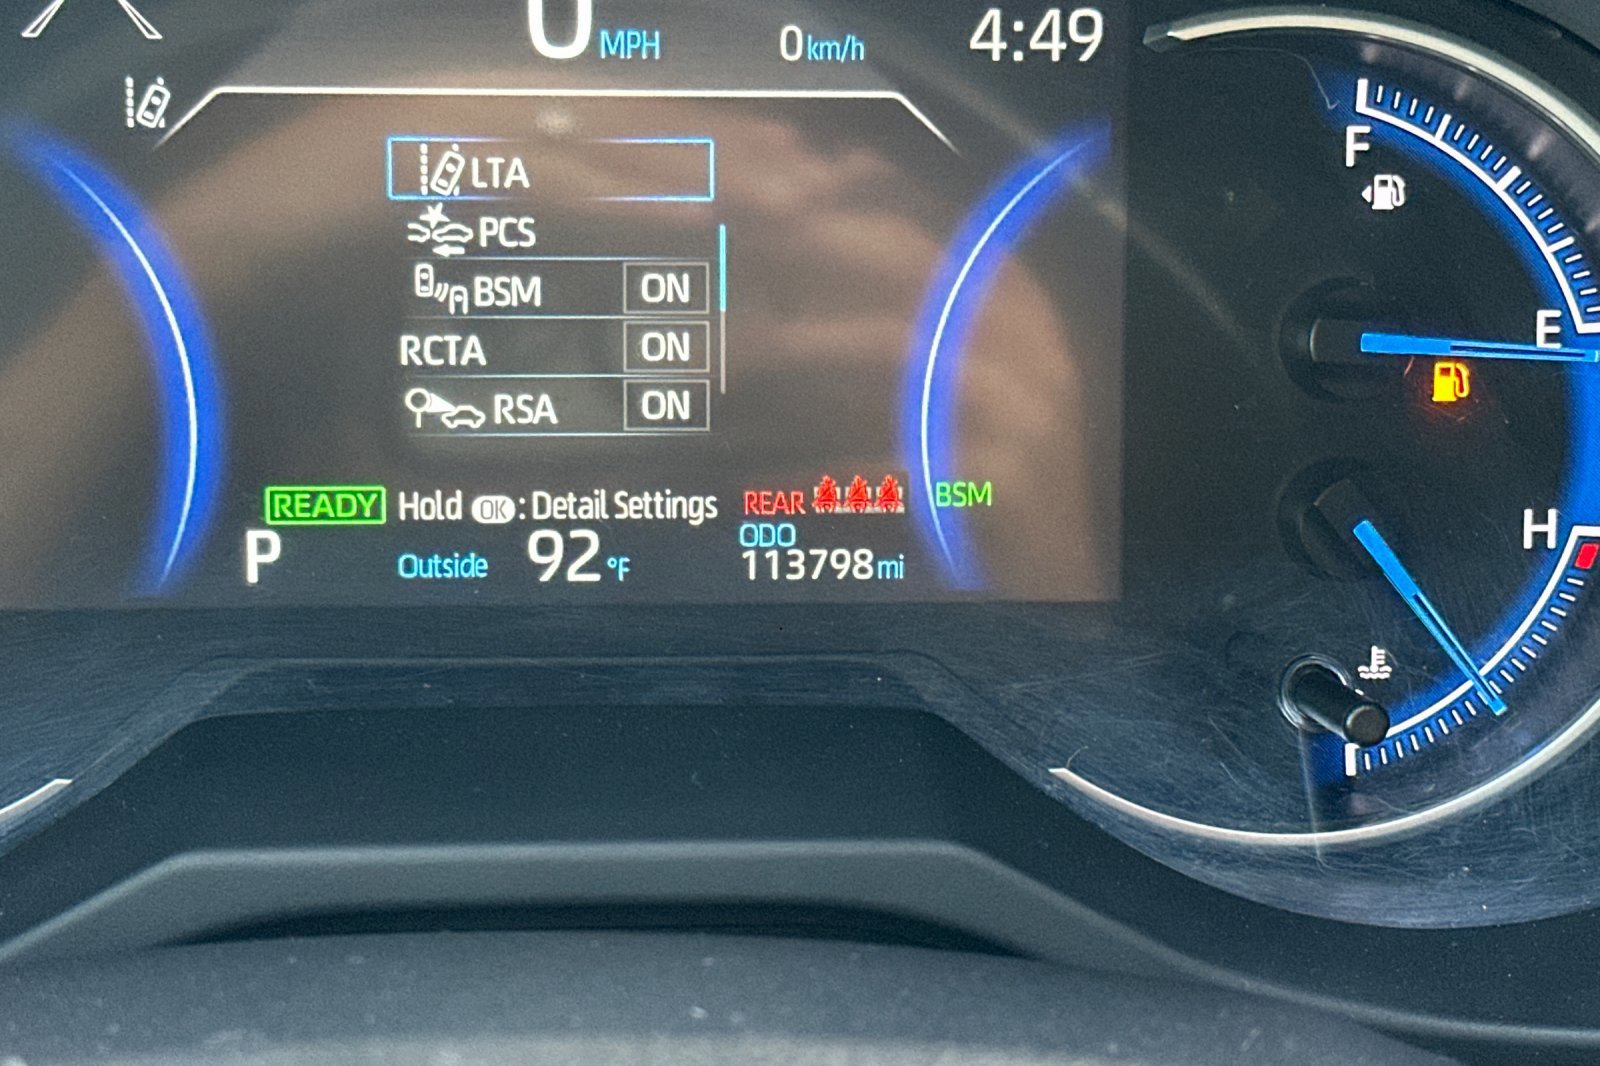 0 MPH 0 km/h 4:49
LTA
PCS
BSM ON
RCTA ON
RSA ON
READY Hold OK : Detail Settings REAR BSM
P Outside 92 °F ODO
113798 mi
F
E
H